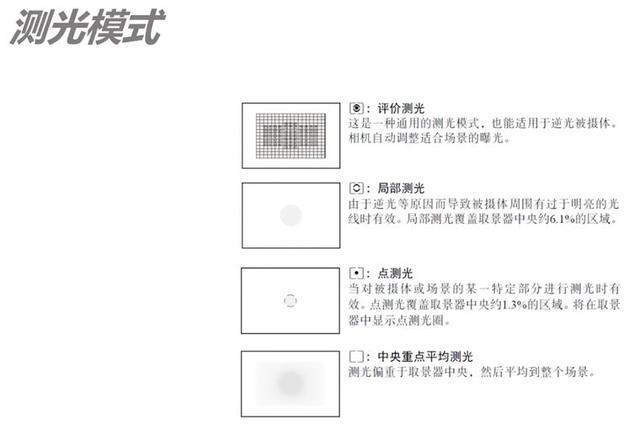 测光模式
：评价测光
这是一种通用的测光模式，也能适用于逆光被摄体。
相机自动调整适合场景的曝光。
：局部测光
由于逆光等原因而导致被摄体周围有过于明亮的光
线时有效。局部测光覆盖取景器中央约6.1%的区域。
：点测光
当对被摄体或场景的某一特定部分进行测光时有
效。点测光覆盖取景器中央约1.3%的区域。将在取景
器中显示点测光圈。
：中央重点平均测光
测光偏重于取景器中央，然后平均到整个场景。